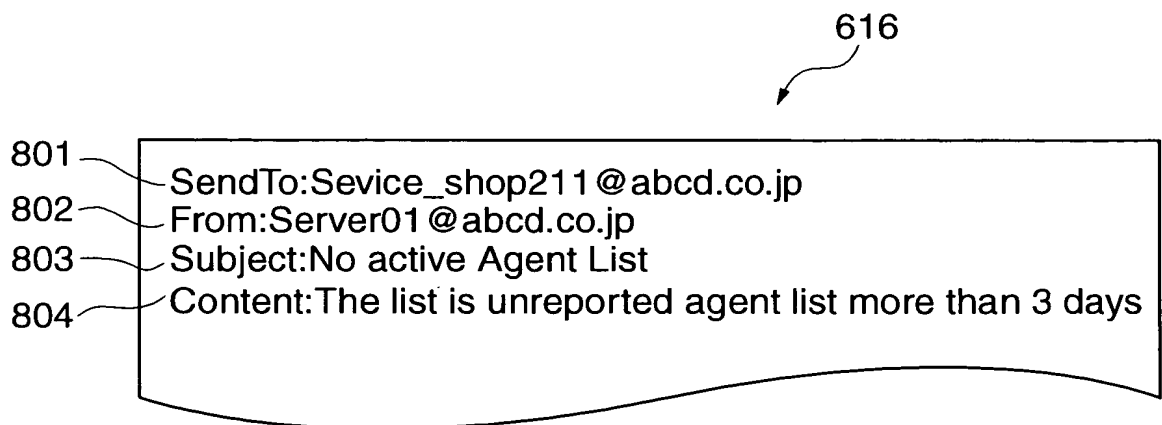 616
801 SendTo:Sevice_shop211@abcd.co.jp
802 From:Server01@abcd.co.jp
803 Subject:No active Agent List
804 Content:The list is unreported agent list more than 3 days